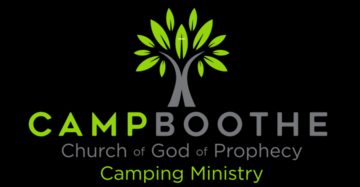 CAMPBOOTHE
Church of God of Prophecy
Camping Ministry